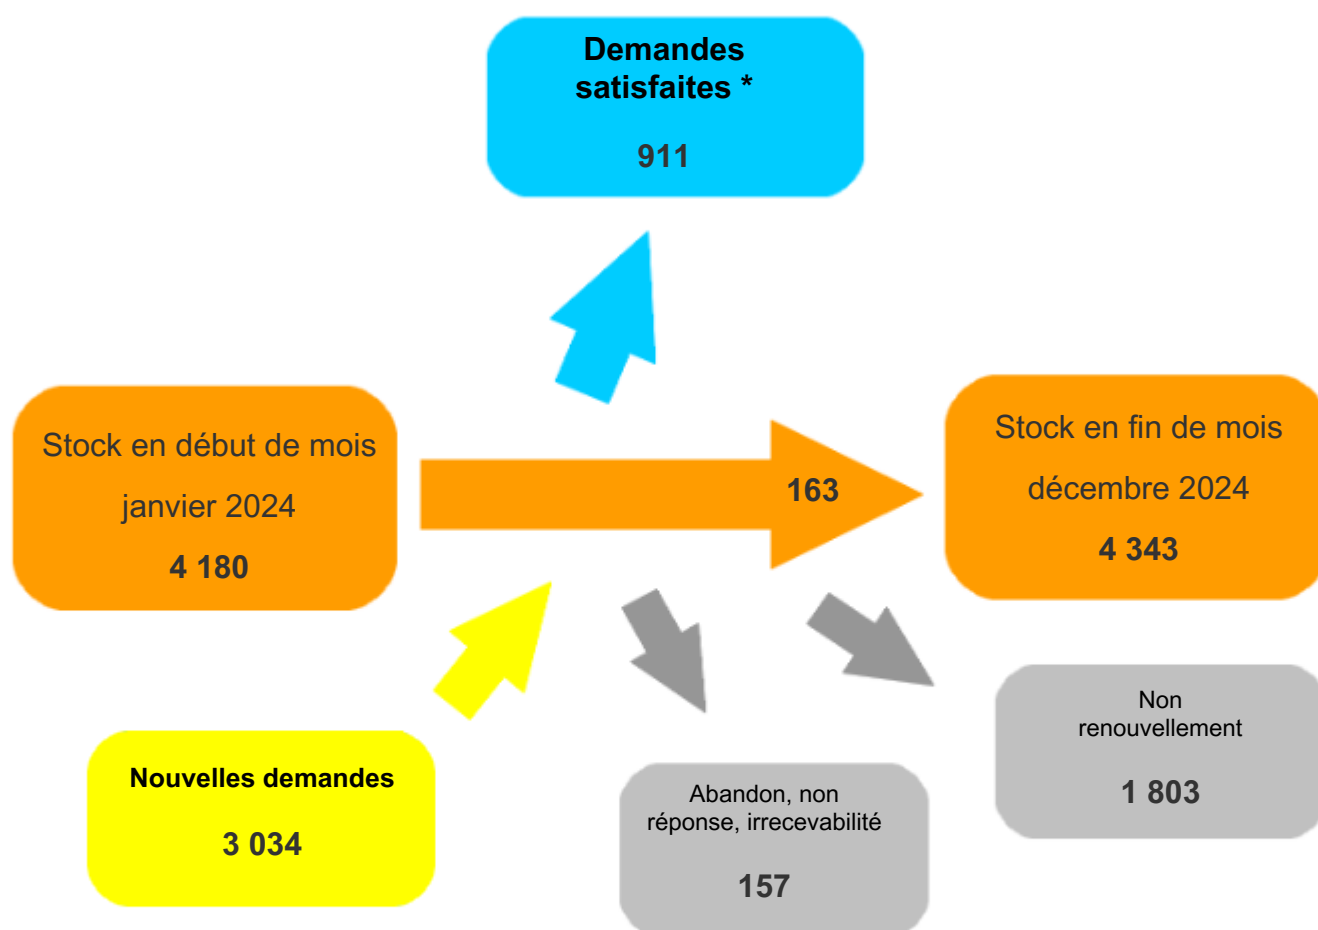 Demandes
satisfaites *
911
Stock en début de mois
janvier 2024
4 180
163
Stock en fin de mois
décembre 2024
4 343
Nouvelles demandes
3 034
Abandon, non
réponse, irrecevabilité
157
Non
renouvellement
1 803